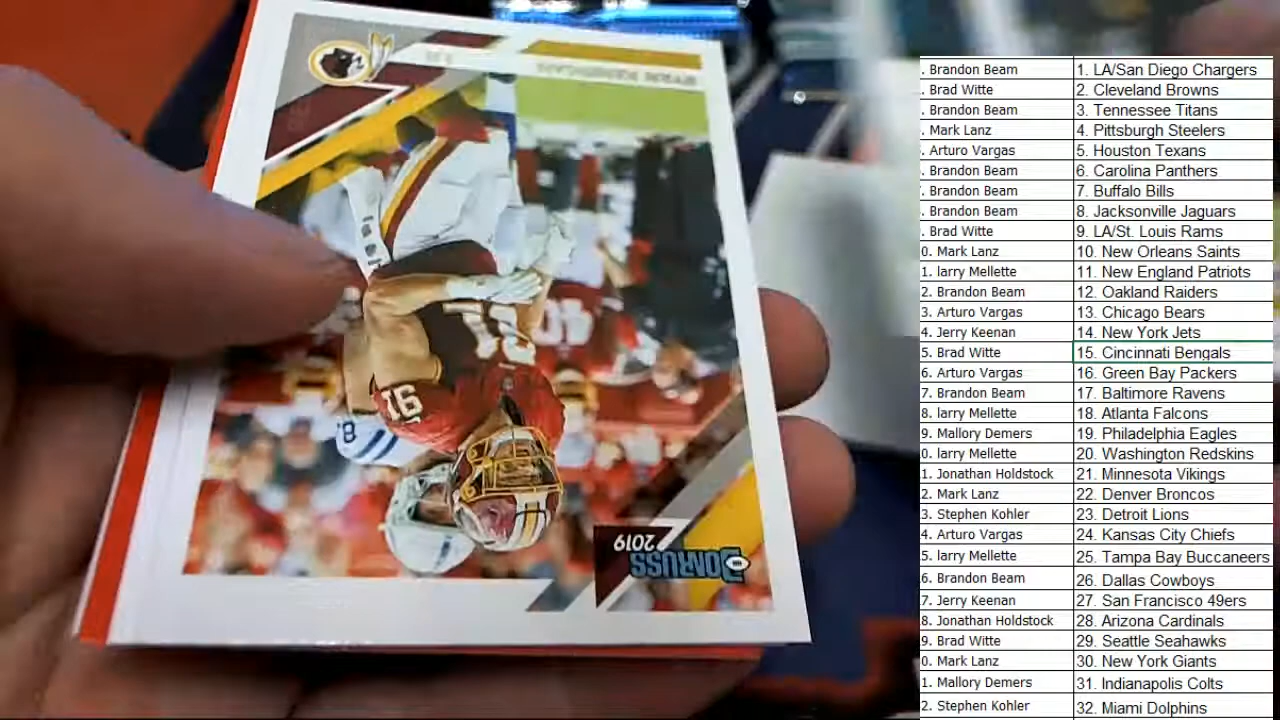 RYAN KERRIGAN
91
91
40
DONRUSS
2019
. Brandon Beam 1. LA/San Diego Chargers
. Brad Witte 2. Cleveland Browns
. Brandon Beam 3. Tennessee Titans
. Mark Lanz 4. Pittsburgh Steelers
. Arturo Vargas 5. Houston Texans
. Brandon Beam 6. Carolina Panthers
. Brandon Beam 7. Buffalo Bills
. Brandon Beam 8. Jacksonville Jaguars
. Brad Witte 9. LA/St. Louis Rams
0. Mark Lanz 10. New Orleans Saints
1. larry Mellette 11. New England Patriots
2. Brandon Beam 12. Oakland Raiders
3. Arturo Vargas 13. Chicago Bears
4. Jerry Keenan 14. New York Jets
5. Brad Witte 15. Cincinnati Bengals
6. Arturo Vargas 16. Green Bay Packers
7. Brandon Beam 17. Baltimore Ravens
8. larry Mellette 18. Atlanta Falcons
9. Mallory Demers 19. Philadelphia Eagles
0. larry Mellette 20. Washington Redskins
1. Jonathan Holdstock 21. Minnesota Vikings
2. Mark Lanz 22. Denver Broncos
3. Stephen Kohler 23. Detroit Lions
4. Arturo Vargas 24. Kansas City Chiefs
5. larry Mellette 25. Tampa Bay Buccaneers
6. Brandon Beam 26. Dallas Cowboys
7. Jerry Keenan 27. San Francisco 49ers
8. Jonathan Holdstock 28. Arizona Cardinals
9. Brad Witte 29. Seattle Seahawks
0. Mark Lanz 30. New York Giants
1. Mallory Demers 31. Indianapolis Colts
2. Stephen Kohler 32. Miami Dolphins